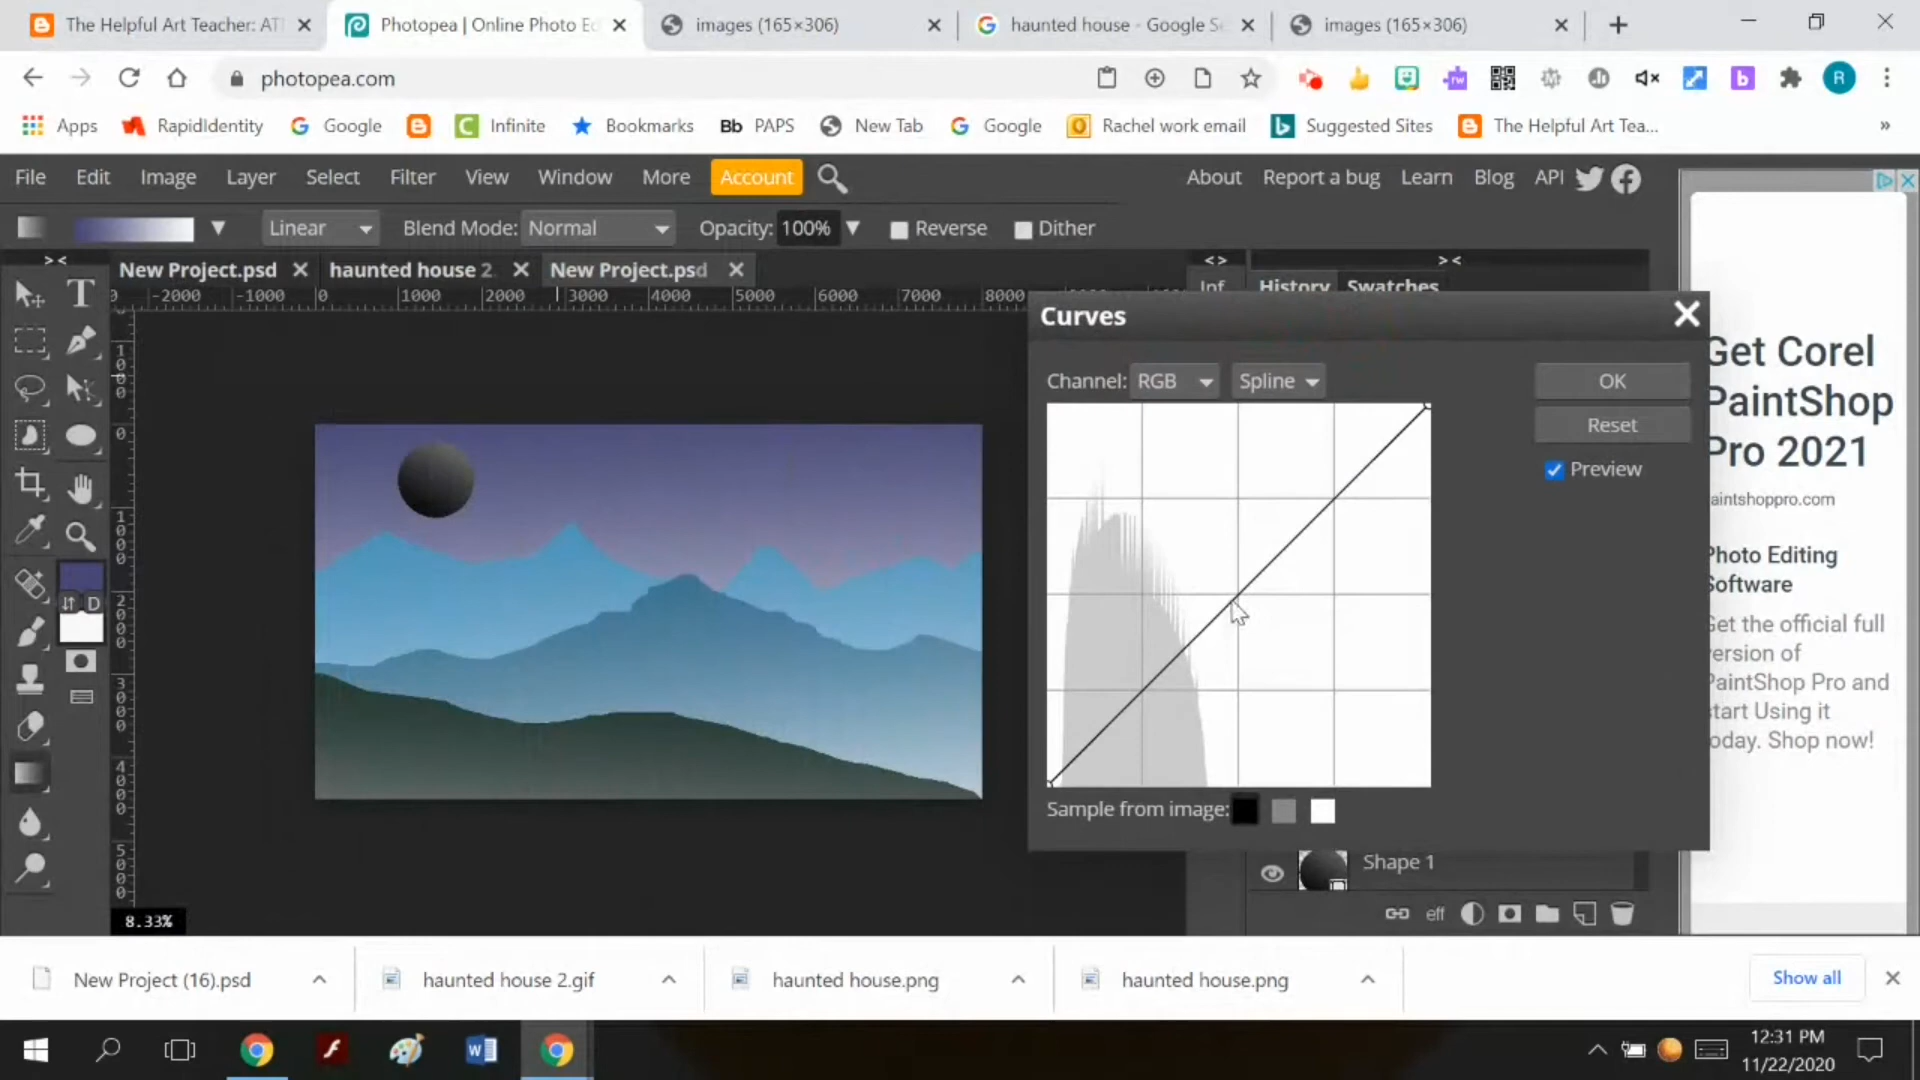 The Helpful Art Teacher: AT
Photopea | Online Photo Ed
images (165×306)
haunted house - Google Se
images (165×306)
photopea.com
R
Apps
RapidIdentity
Google
Infinite
Bookmarks
Bb PAPS
New Tab
Google
Rachel work email
Suggested Sites
The Helpful Art Tea...
»
File
Edit
Image
Layer
Select
Filter
View
Window
More
Account
About
Report a bug
Learn
Blog
API
Linear
Blend Mode: Normal
Opacity: 100%
Reverse
Dither
New Project.psd
haunted house 2
New Project.psd
-2000 -1000 0 1000 2000 3000 4000 5000 6000 7000 8000
Inf
History
Swatches
Curves
Channel: RGB
Spline
OK
Reset
Preview
Sample from image:
Shape 1
eff
D
8.33%
Get Corel
PaintShop
Pro 2021
paintshoppro.com
Photo Editing
Software
Get the official full
version of
PaintShop Pro and
start Using it
today. Shop now!
New Project (16).psd
haunted house 2.gif
haunted house.png
haunted house.png
Show all
12:31 PM
11/22/2020